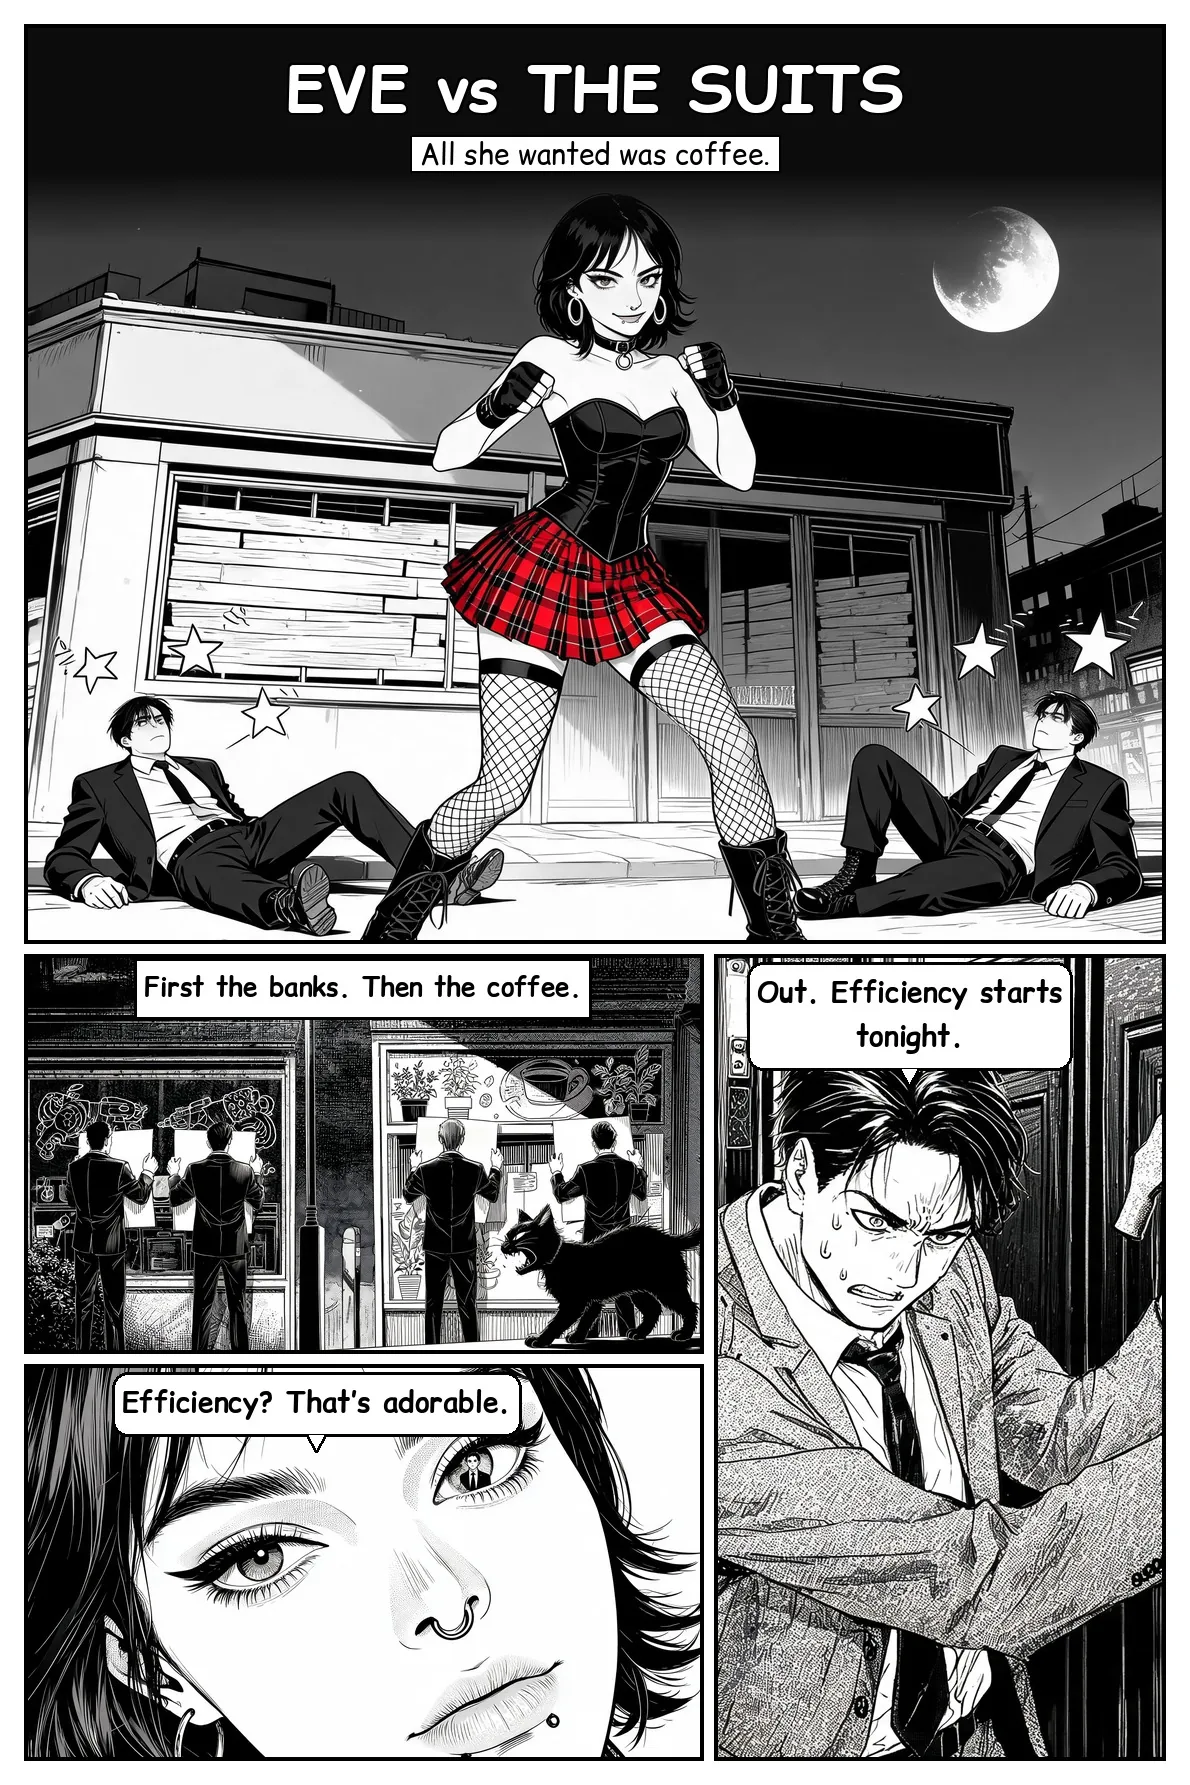 EVE vs THE SUITS
All she wanted was coffee.
First the banks. Then the coffee.
Out. Efficiency starts
tonight.
Efficiency? That's adorable.